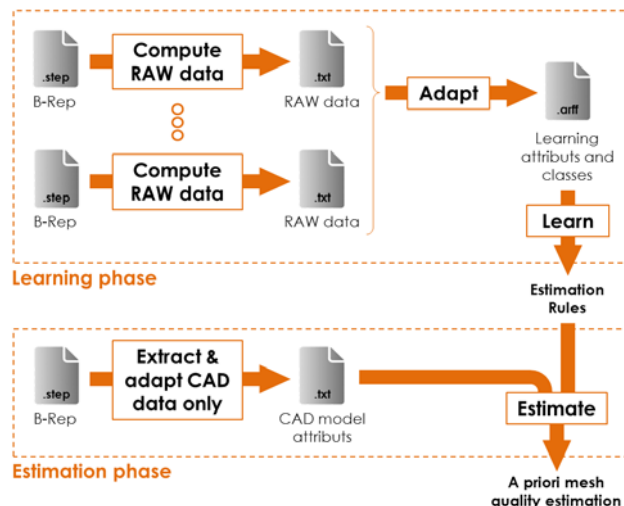 Compute
RAW data
.step
.txt
B-Rep
RAW data
Adapt
.arff
Learning
attributs and
classes
Compute
RAW data
.step
.txt
B-Rep
RAW data
Learn
Learning phase
Estimation
Rules
Extract &
adapt CAD
data only
.step
.txt
B-Rep
CAD model
attributs
Estimate
Estimation phase
A priori mesh
quality estimation